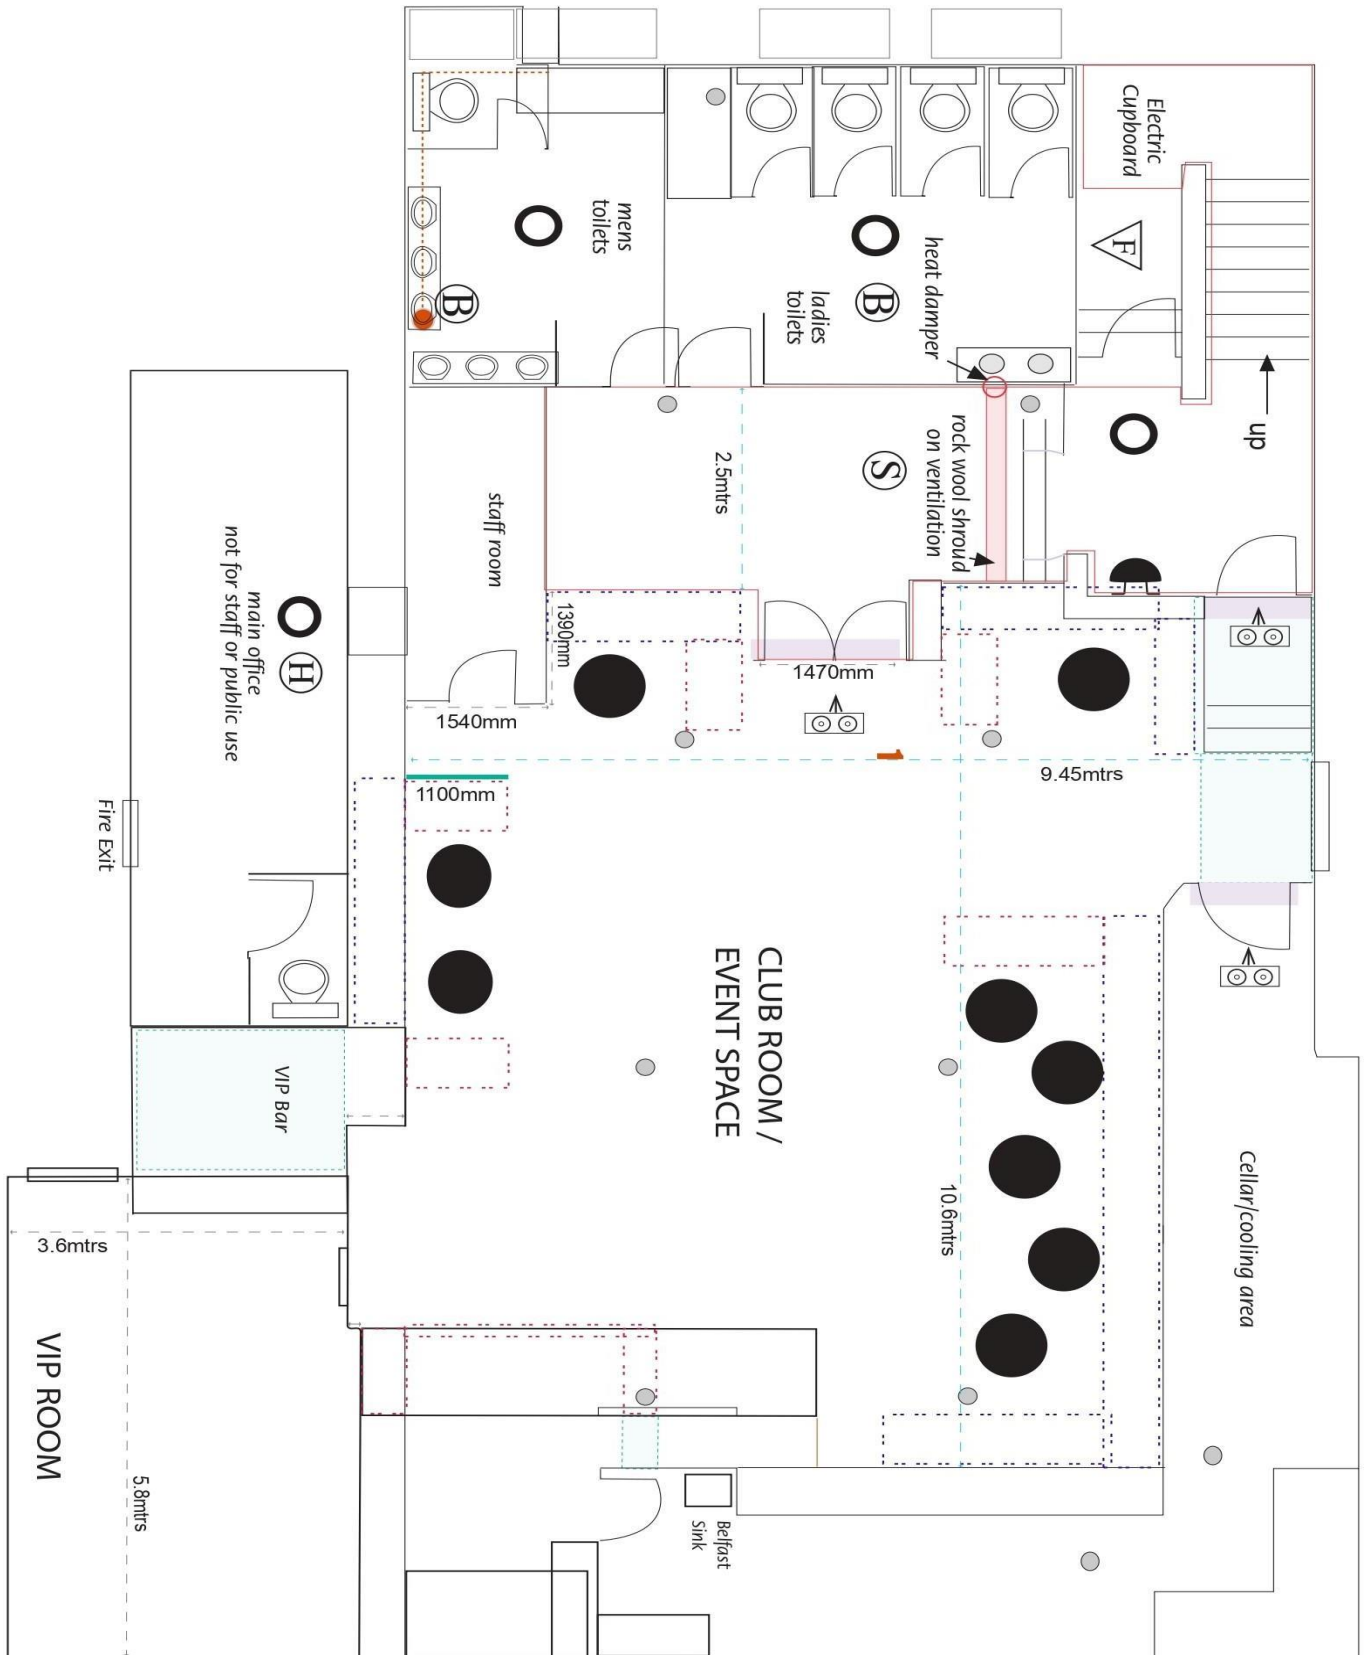 Electric
Cupboard
F
up
mens
toilets
B
ladies
toilets
B
heat damper
rock wool shroud
on ventilation
S
2.5mtrs
staff room
1390mm
1470mm
1540mm
1100mm
9.45mtrs
1
H
main office
not for staff or public use
Fire Exit
CLUB ROOM /
EVENT SPACE
VIP Bar
10.6mtrs
Cellar/cooling area
3.6mtrs
VIP ROOM
5.8mtrs
Belfast
Sink